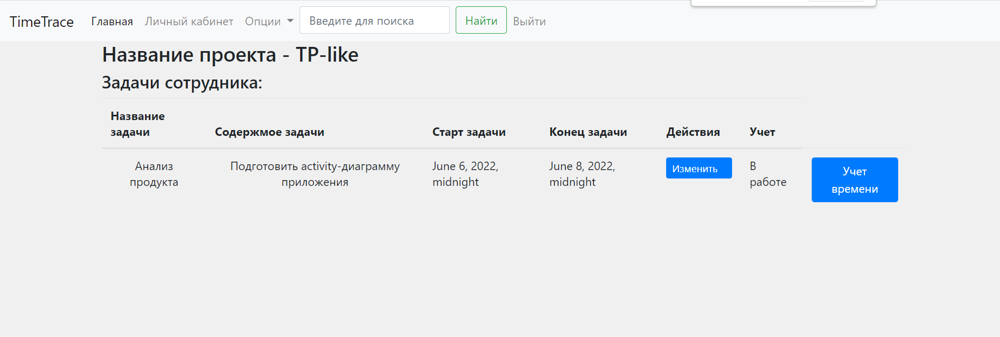 TimeTrace Главная Личный кабинет Опции Введите для поиска Найти Выйти
Название проекта - TP-like
Задачи сотрудника:
Название
задачи Содержмое задачи Старт задачи Конец задачи Действия Учет
Анализ Подготовить activity-диаграмму June 6, 2022, June 8, 2022, Изменить В Учет
продукта приложения midnight midnight работе времени